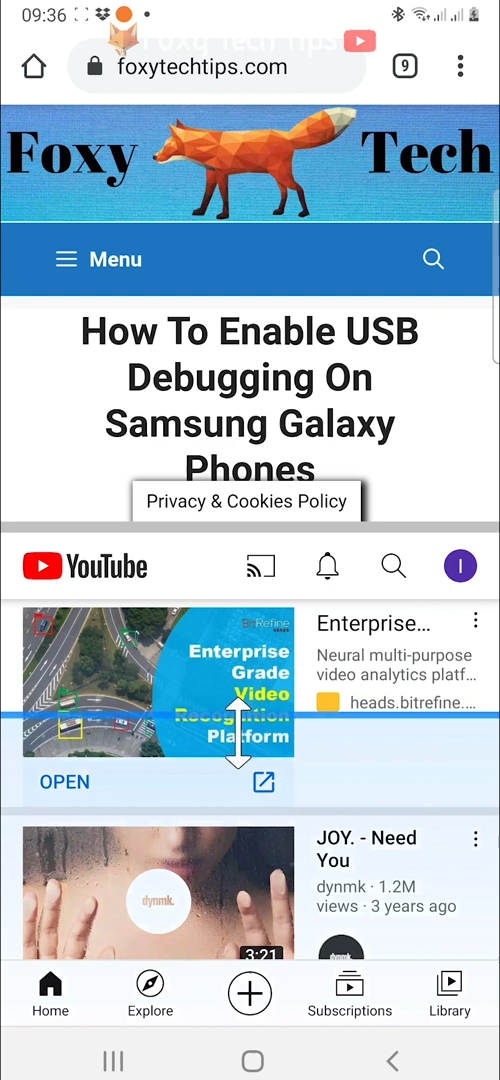 09:36
Foxy Tech Tips
foxytechtips.com
9
Foxy Tech
Menu
How To Enable USB
Debugging On
Samsung Galaxy
Phones
Privacy & Cookies Policy
YouTube
I
BitRefine
HEADS
Enterprise
Grade
Video
Recognition
Platform
Enterprise...
Neural multi-purpose
video analytics platf...
heads.bitrefine....
OPEN
dynmk.
3:21
JOY. - Need
You
dynmk · 1.2M
views · 3 years ago
Home
Explore
Subscriptions
Library